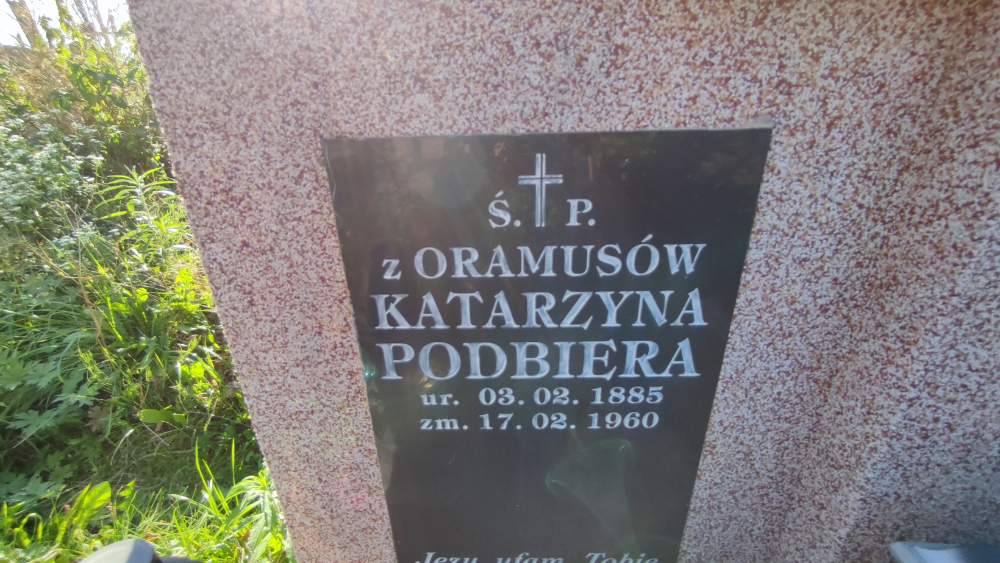 Ś. P.
z ORAMUSÓW
KATARZYNA
PODBIERA
ur. 03. 02. 1885
zm. 17. 02. 1960
Jezu ufam Tobie